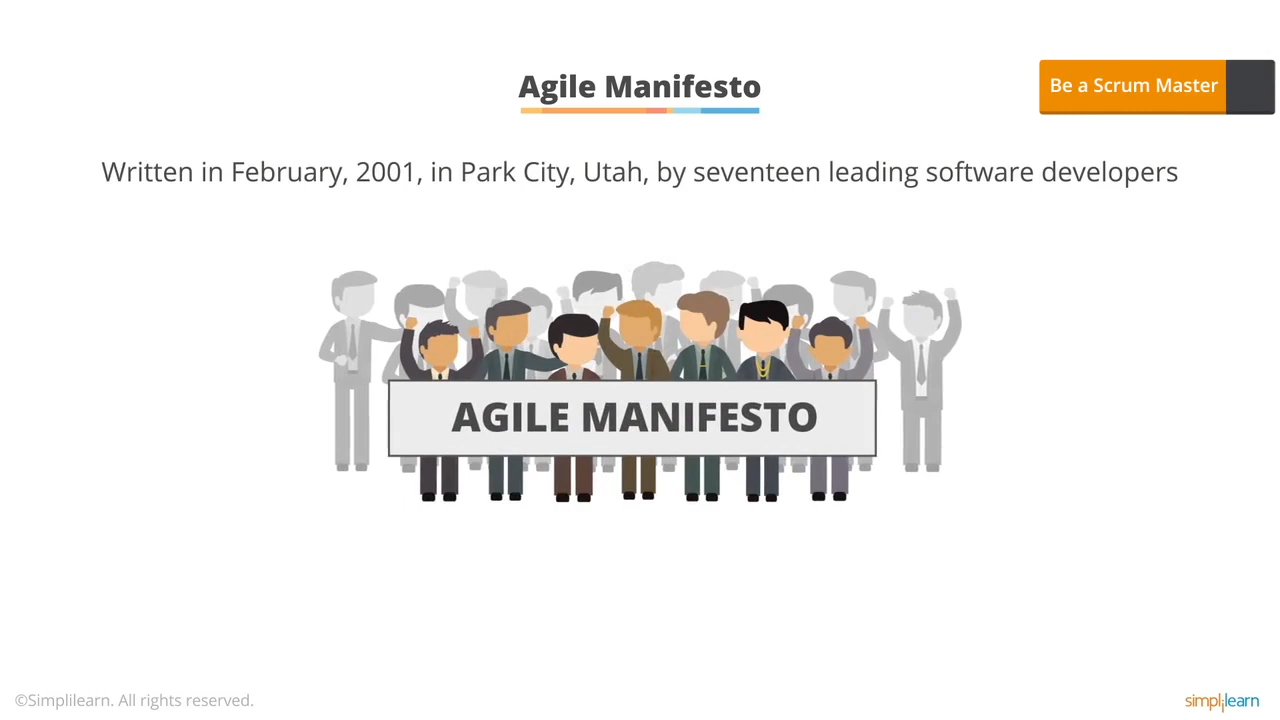 Agile Manifesto
Be a Scrum Master
Written in February, 2001, in Park City, Utah, by seventeen leading software developers
AGILE MANIFESTO
©Simplilearn. All rights reserved.
simplilearn